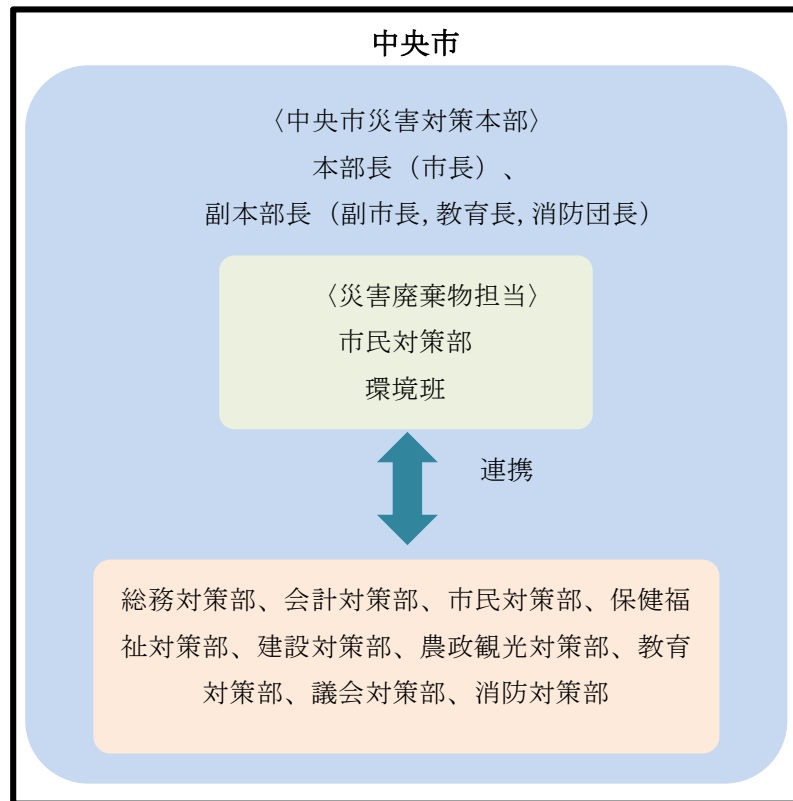 中央市
〈中央市災害対策本部〉
本部長（市長）、
副本部長（副市長,教育長,消防団長）
〈災害廃棄物担当〉
市民対策部
環境班
連携
総務対策部、会計対策部、市民対策部、保健福
祉対策部、建設対策部、農政観光対策部、教育
対策部、議会対策部、消防対策部